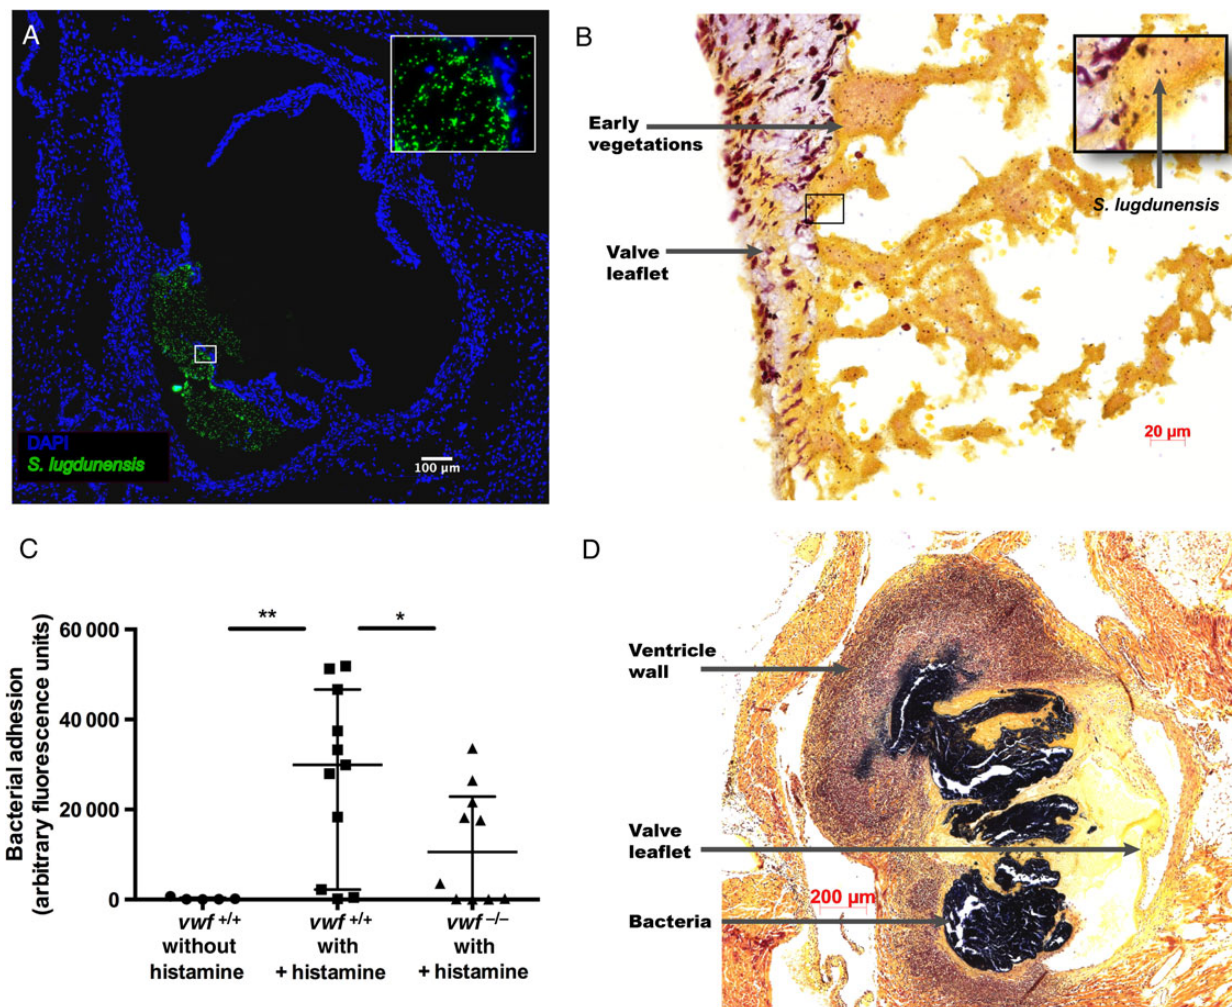 A
DAPI
S. lugdunensis
100 µm
B
Early
vegetations
Valve
leaflet
S. lugdunensis
20 µm
C
Bacterial adhesion
(arbitrary fluorescence units)
60 000
40 000
20 000
0
**
*
vwf +/+
without
histamine
vwf +/+
with
+ histamine
vwf –/–
with
+ histamine
D
Ventricle
wall
Valve
leaflet
200 µm
Bacteria